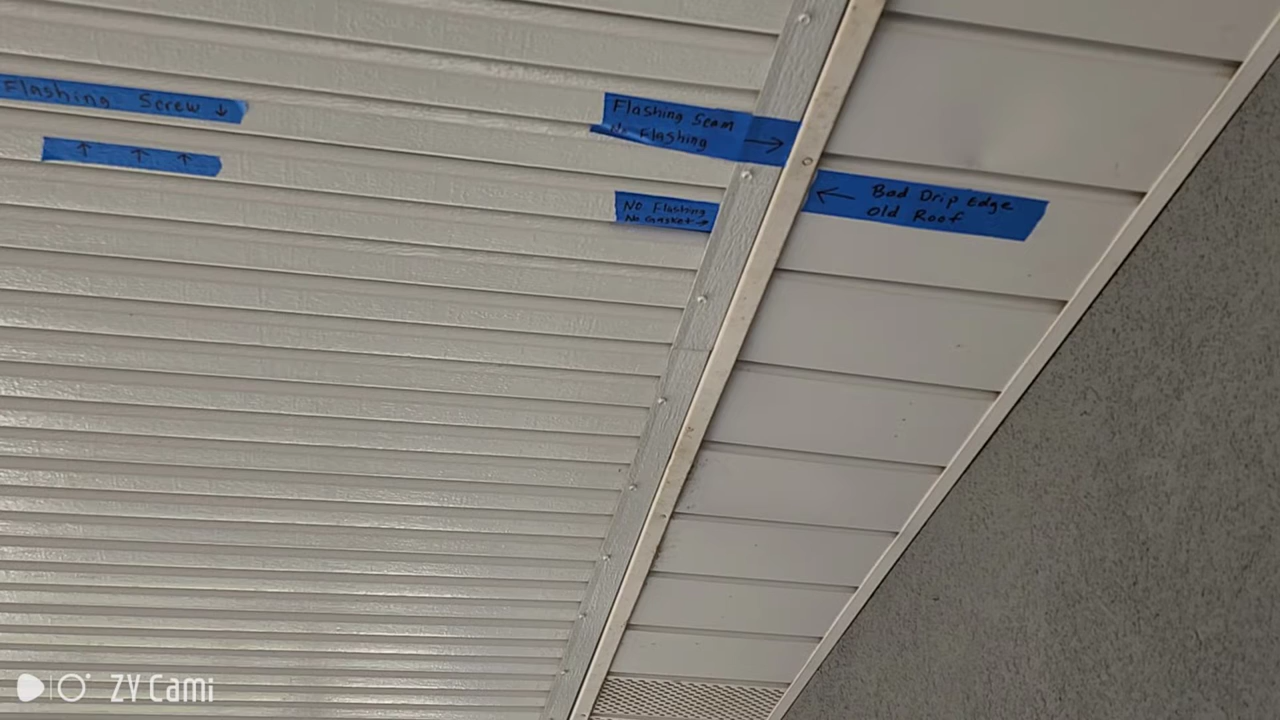 Flashing Screw ↓
↑ ↑ ↑
Flashing Seam
No Flashing →
No Flashing
No Gasket →
← Bad Drip Edge
Old Roof
ZY Cami